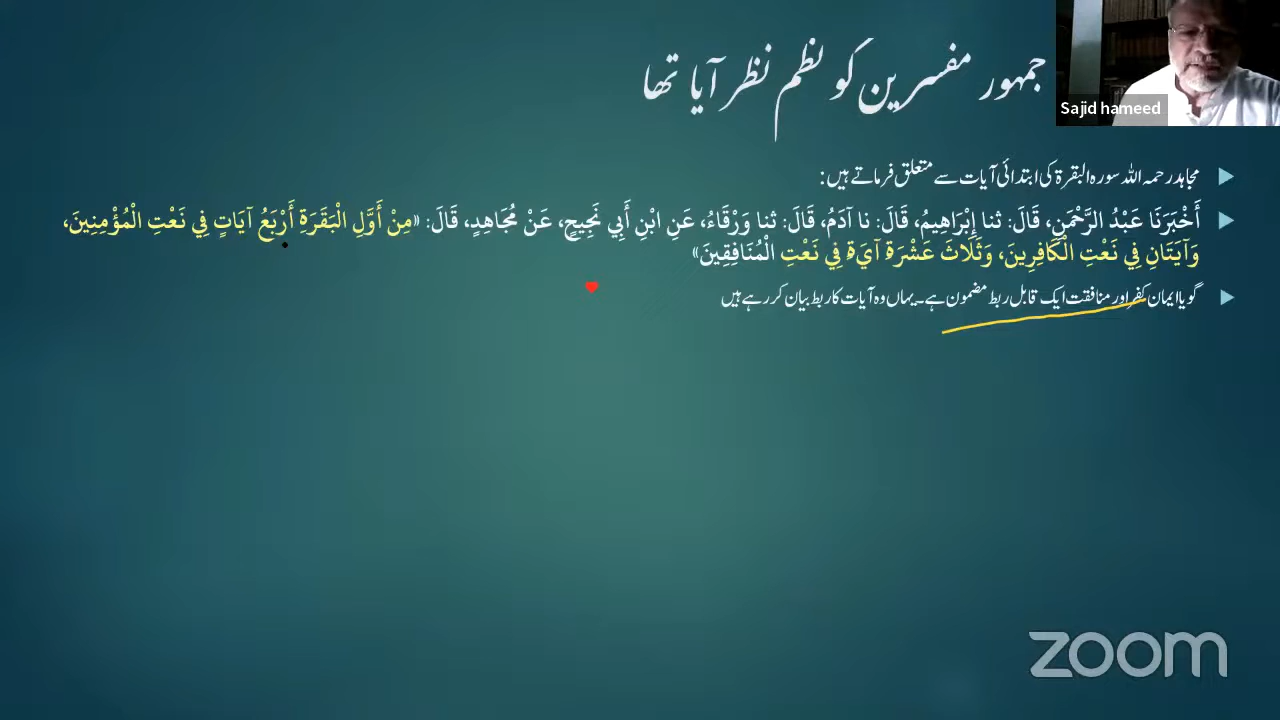 جمہور مفسرین کو نظم نظر آیا تھا
Sajid hameed
مجاہد رحمہ اللہ سورہ البقرۃ کی ابتدائی آیات سے متعلق فرماتے ہیں:
أَخْبَرَنَا عَبْدُ الرَّحْمَنِ، قَالَ: ثنا إِبْرَاهِيمُ، قَالَ: نا آدَمُ، قَالَ: ثنا وَرْقَاءُ، عَنِ ابْنِ أَبِي نَجِيحٍ، عَنْ مُجَاهِدٍ، قَالَ: «مِنْ أَوَّلِ الْبَقَرَةِ أَرْبَعُ آيَاتٍ فِي نَعْتِ الْمُؤْمِنِينَ،
وَآيَتَانِ فِي نَعْتِ الْكَافِرِينَ، وَثَلَاثَ عَشْرَةَ آيَةً فِي نَعْتِ الْمُنَافِقِينَ»
گویا ایمان کفر اور منافقت ایک قابل ربط مضمون ہے۔ یہاں وہ آیات کا ربط بیان کر رہے ہیں
zoom